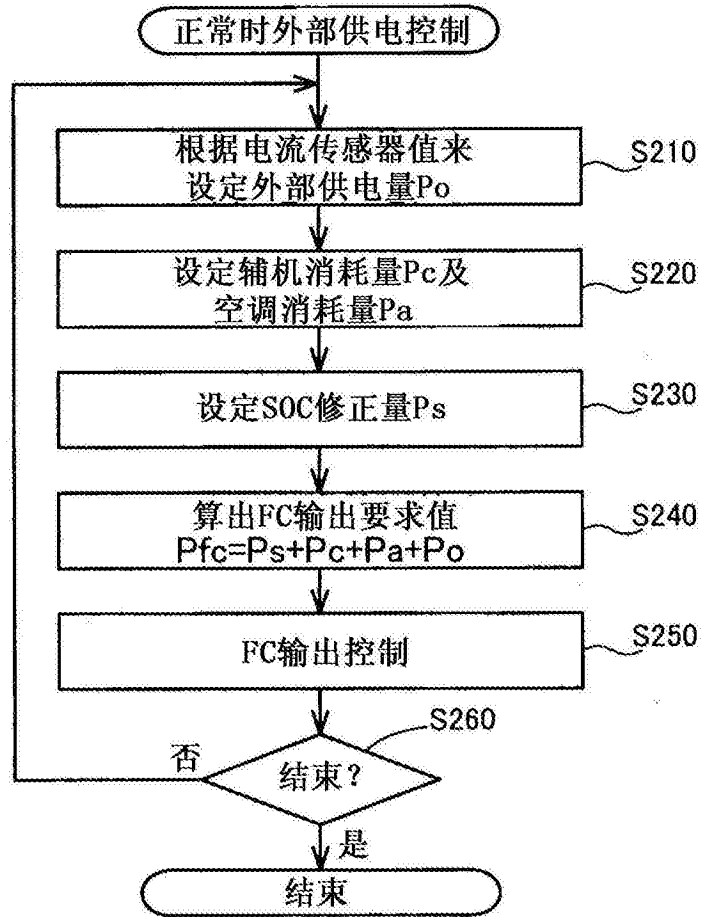 正常时外部供电控制
根据电流传感器值来
设定外部供电量Po
S210
设定辅机消耗量Pc及
空调消耗量Pa
S220
设定SOC修正量Ps
S230
算出FC输出要求值
Pfc=Ps+Pc+Pa+Po
S240
FC输出控制
S250
S260
否
结束？
是
结束